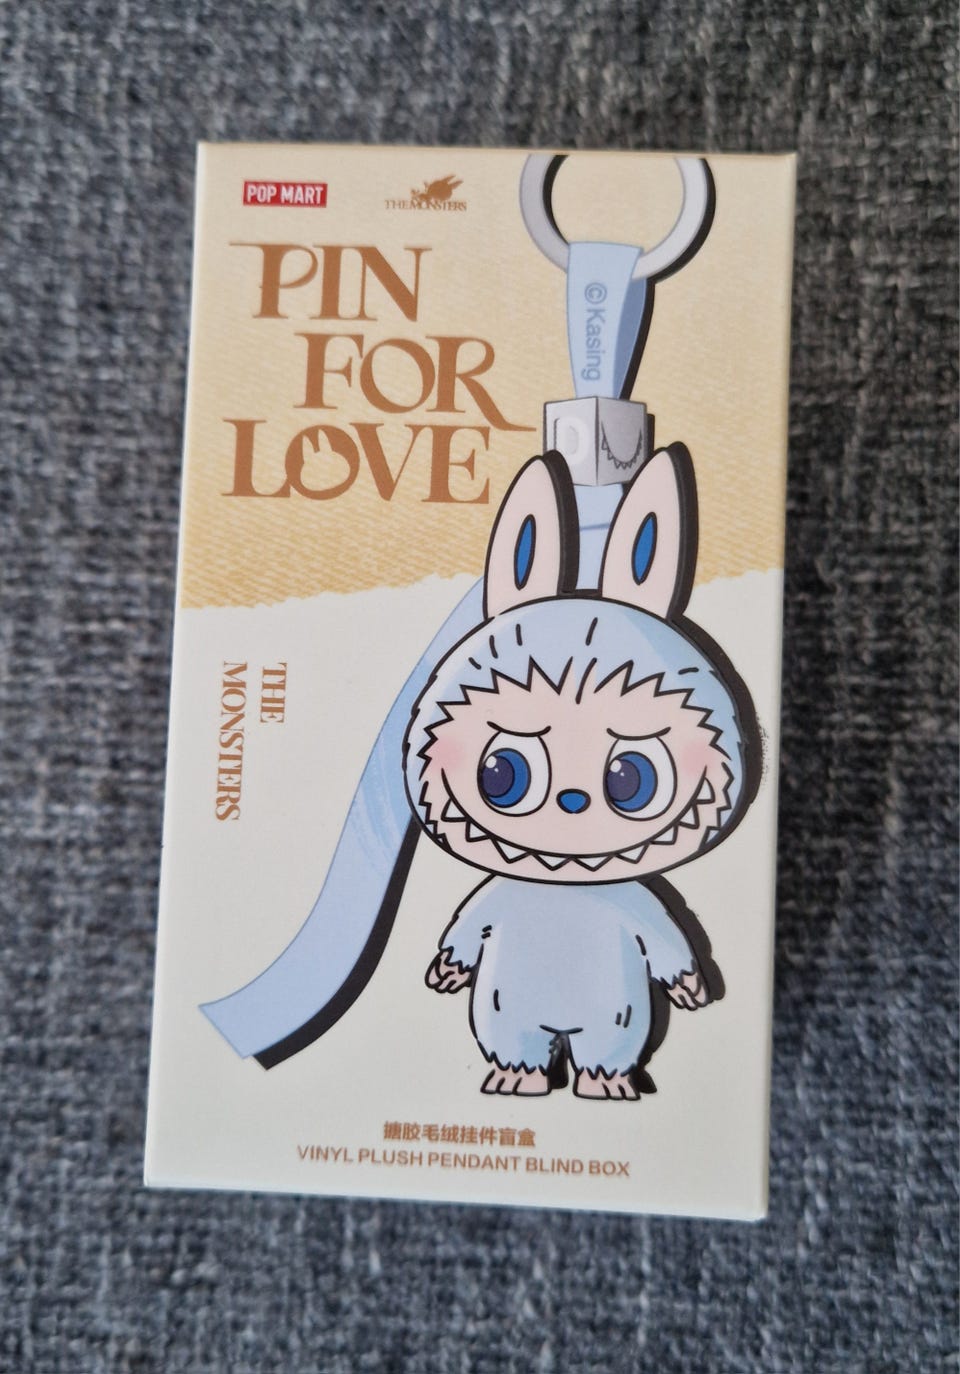 POP MART
THE MONSTERS
PIN
FOR
LOVE
© Kasing
THE
MONSTERS
搪胶毛绒挂件盲盒
VINYL PLUSH PENDANT BLIND BOX